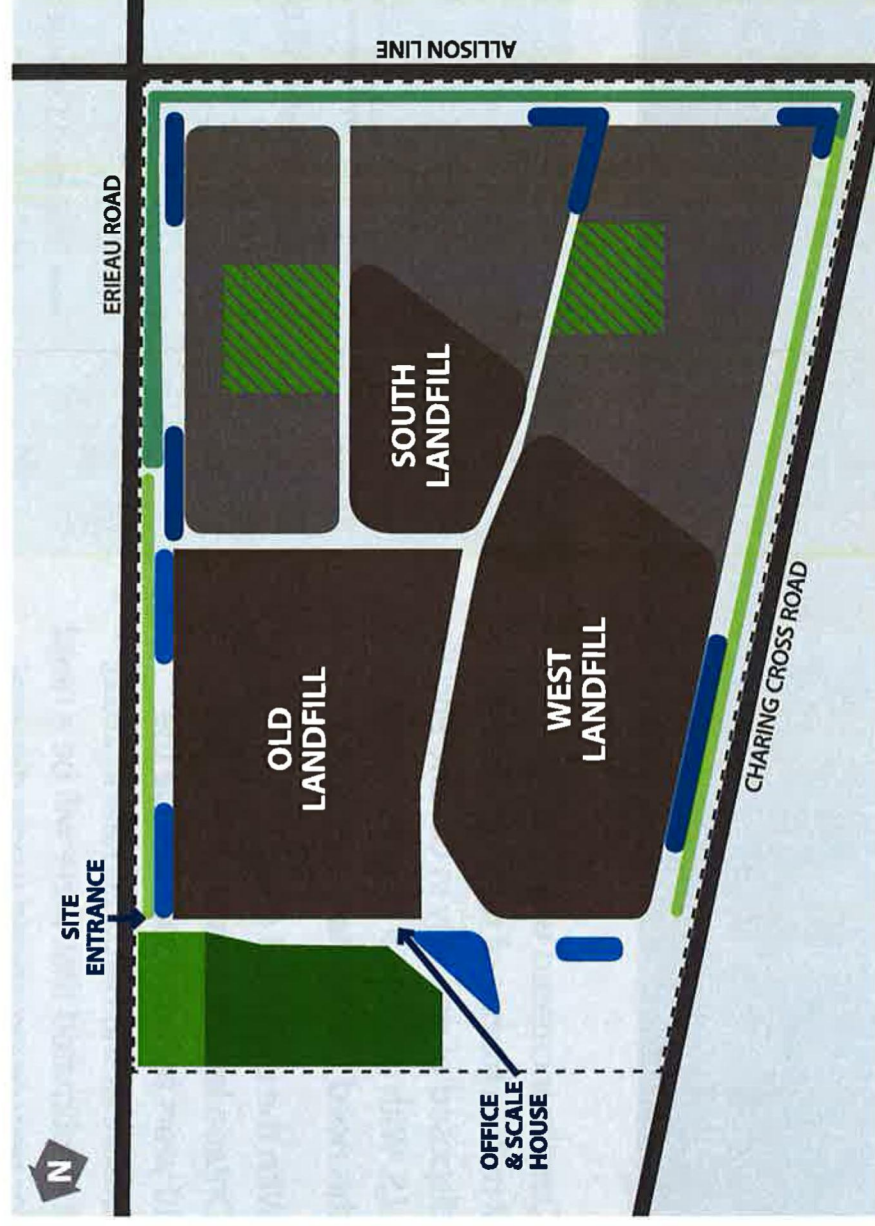 ALLISON LINE
ERIEAU ROAD
SOUTH
LANDFILL
OLD
LANDFILL
WEST
LANDFILL
CHARING CROSS ROAD
SITE
ENTRANCE
OFFICE
& SCALE
HOUSE
N